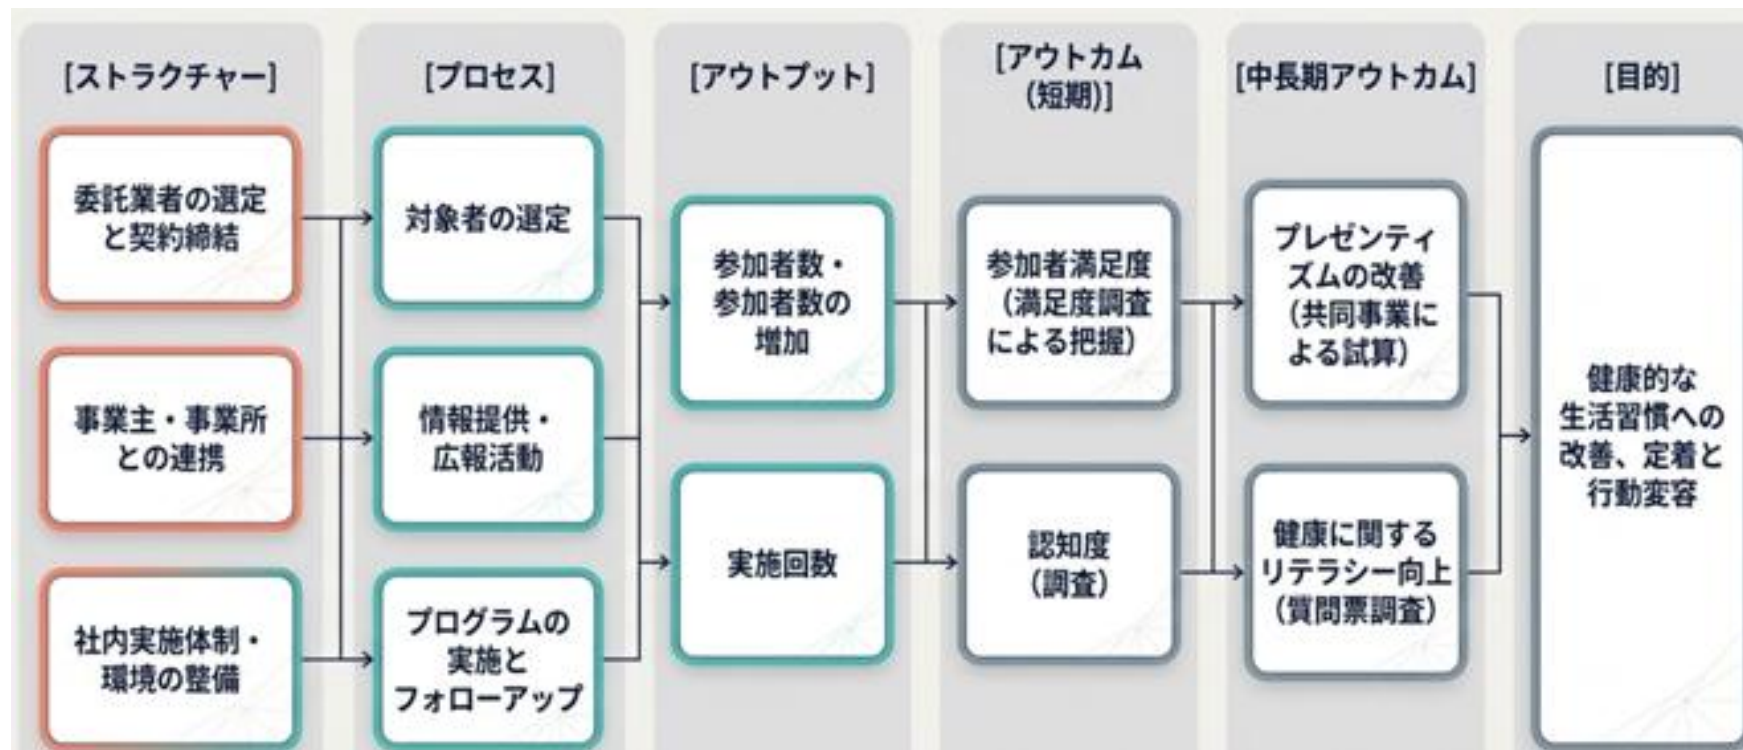 [ストラクチャー]
委託業者の選定
と契約締結
事業主・事業所
との連携
社内実施体制・
環境の整備
[プロセス]
対象者の選定
情報提供・
広報活動
プログラムの
実施と
フォローアップ
[アウトプット]
参加者数・
参加者数の
増加
実施回数
[アウトカム
(短期)]
参加者満足度
（満足度調査
による把握）
認知度
（調査）
[中長期アウトカム]
プレゼンティ
ズムの改善
（共同事業に
よる試算）
健康に関する
リテラシー向上
（質問票調査）
[目的]
健康的な
生活習慣への
改善、定着と
行動変容